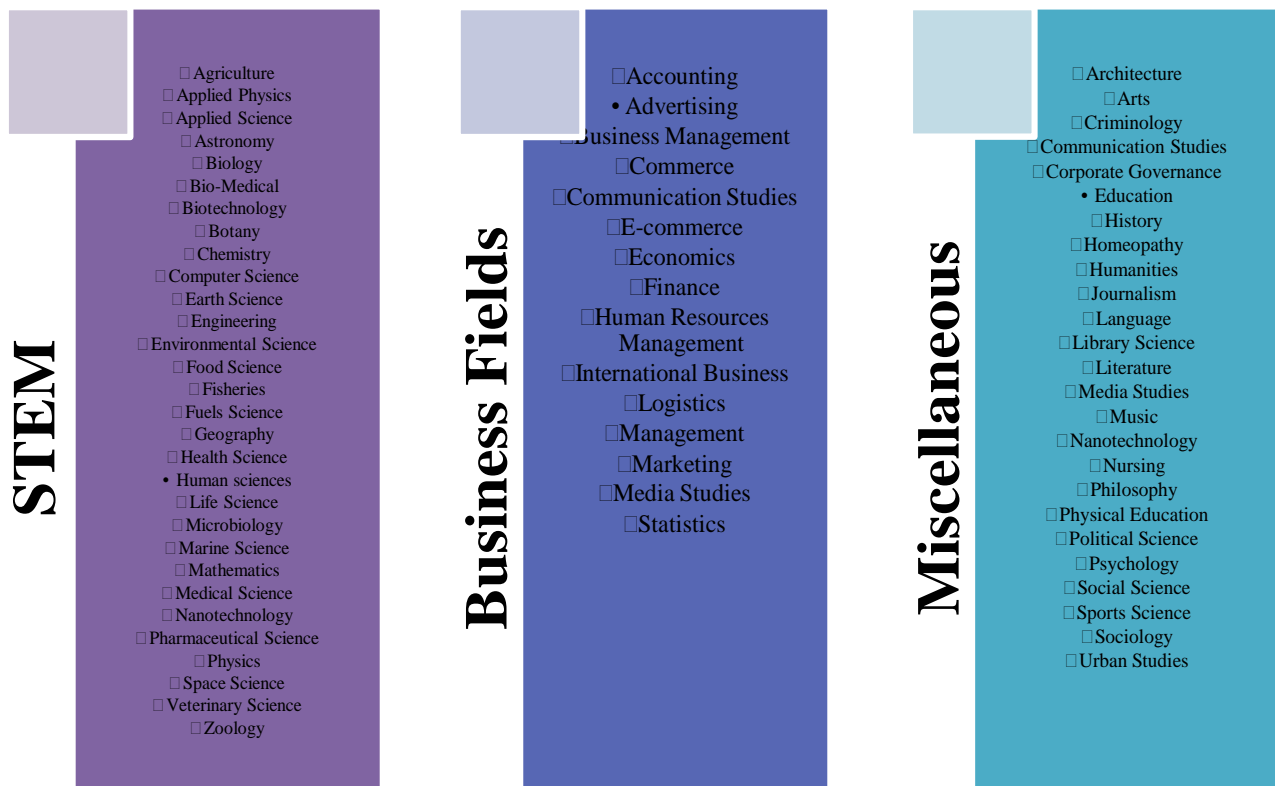 STEM
□Agriculture
□Applied Physics
□Applied Science
□Astronomy
□Biology
□Bio-Medical
□Biotechnology
□Botany
□Chemistry
□Computer Science
□Earth Science
□Engineering
□Environmental Science
□Food Science
□Fisheries
□Fuels Science
□Geography
□Health Science
• Human sciences
□Life Science
□Microbiology
□Marine Science
□Mathematics
□Medical Science
□Nanotechnology
□Pharmaceutical Science
□Physics
□Space Science
□Veterinary Science
□Zoology
Business Fields
□Accounting
• Advertising
□Business Management
□Commerce
□Communication Studies
□E-commerce
□Economics
□Finance
□Human Resources
Management
□International Business
□Logistics
□Management
□Marketing
□Media Studies
□Statistics
Miscellaneous
□Architecture
□Arts
□Criminology
□Communication Studies
□Corporate Governance
• Education
□History
□Homeopathy
□Humanities
□Journalism
□Language
□Library Science
□Literature
□Media Studies
□Music
□Nanotechnology
□Nursing
□Philosophy
□Physical Education
□Political Science
□Psychology
□Social Science
□Sports Science
□Sociology
□Urban Studies